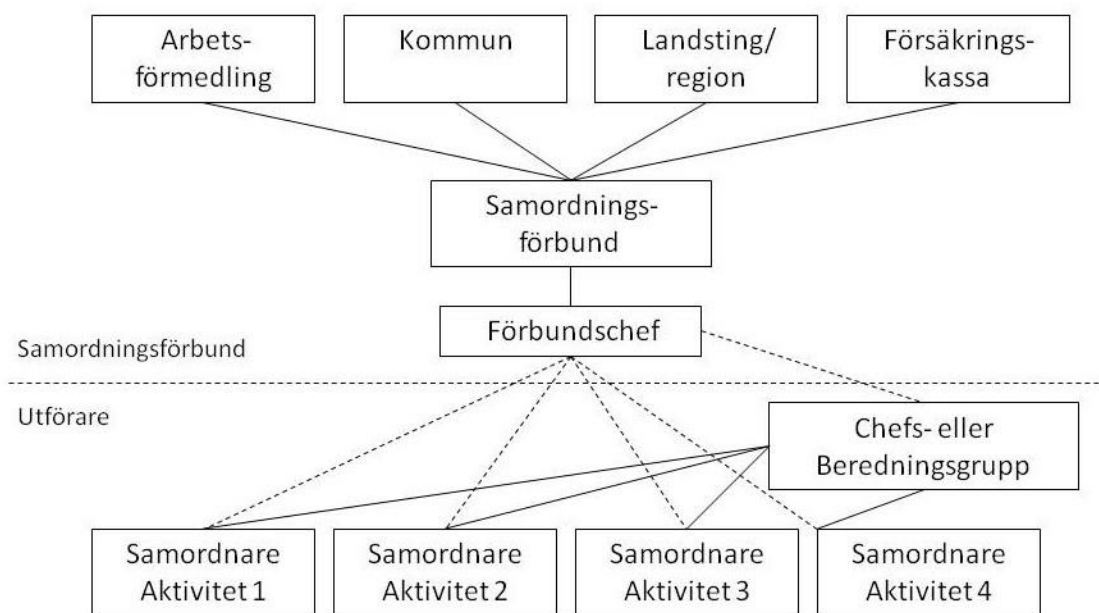 Arbets-
förmedling
Kommun
Landsting/
region
Försäkrings-
kassa
Samordnings-
förbund
Förbundschef
Samordningsförbund
Utförare
Chefs- eller
Beredningsgrupp
Samordnare
Aktivitet 1
Samordnare
Aktivitet 2
Samordnare
Aktivitet 3
Samordnare
Aktivitet 4